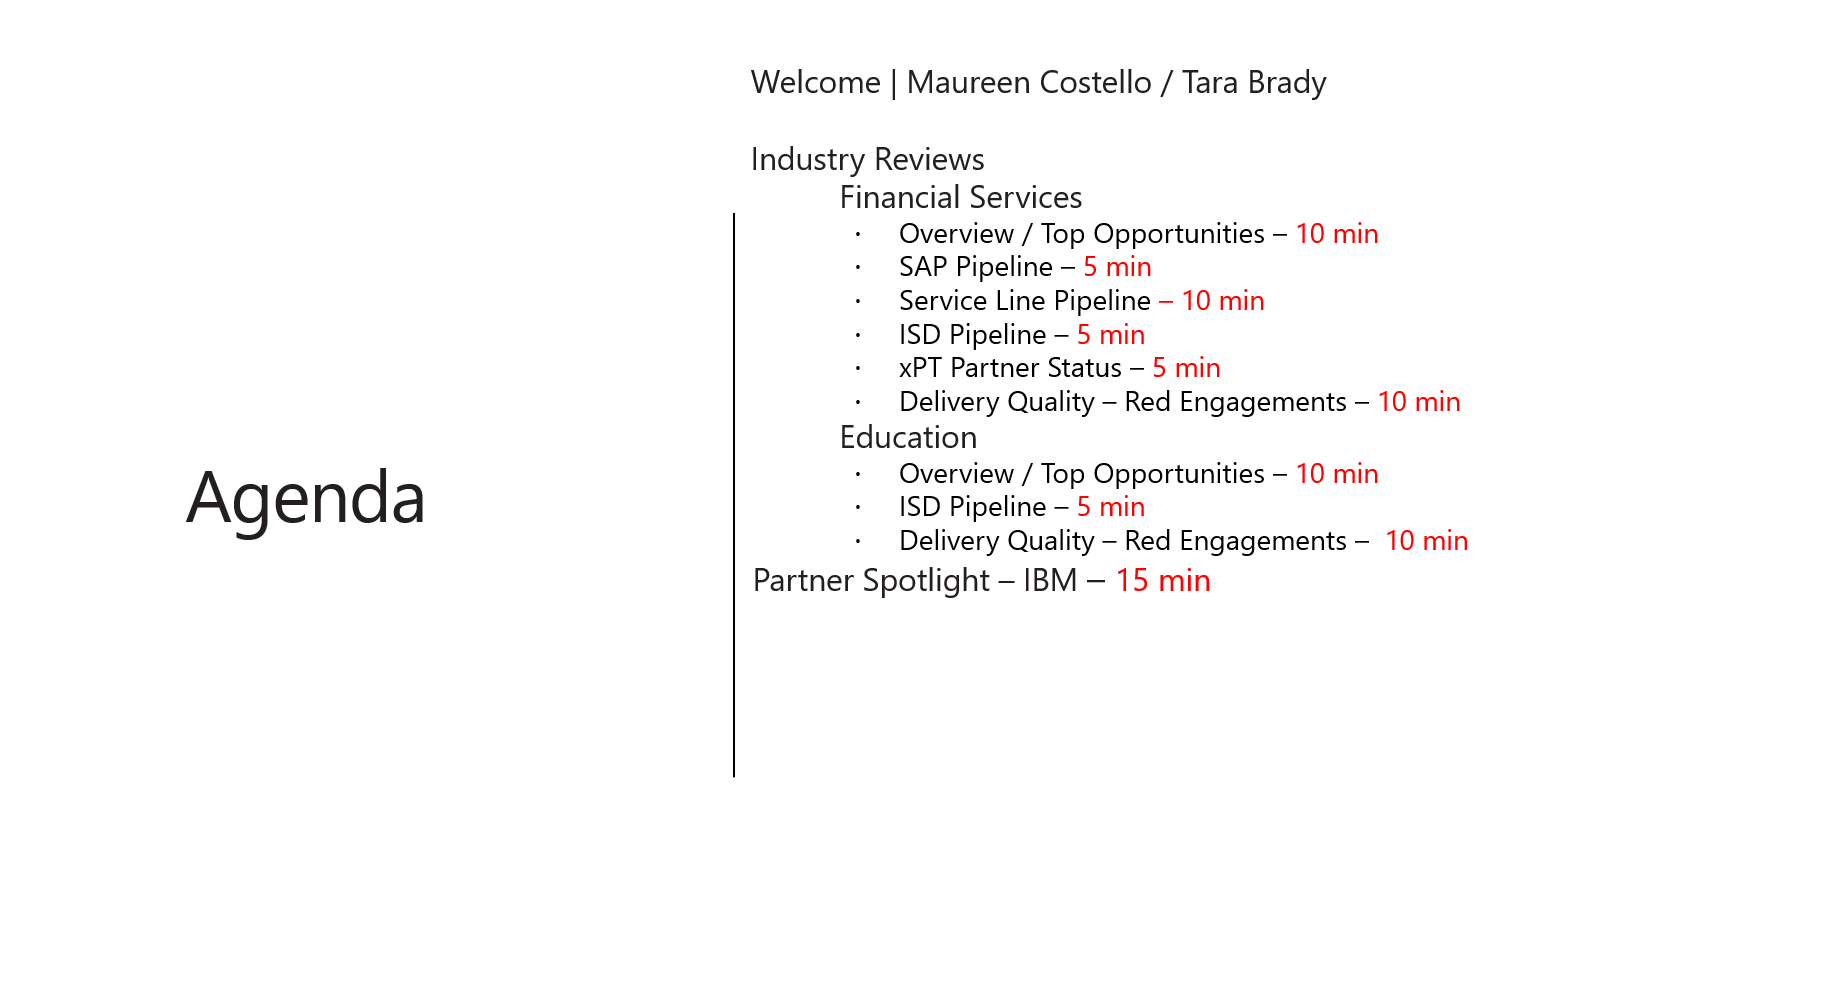 Agenda
Welcome | Maureen Costello / Tara Brady
Industry Reviews
Financial Services
· Overview / Top Opportunities – 10 min
· SAP Pipeline – 5 min
· Service Line Pipeline – 10 min
· ISD Pipeline – 5 min
· xPT Partner Status – 5 min
· Delivery Quality – Red Engagements – 10 min
Education
· Overview / Top Opportunities – 10 min
· ISD Pipeline – 5 min
· Delivery Quality – Red Engagements –  10 min
Partner Spotlight – IBM – 15 min